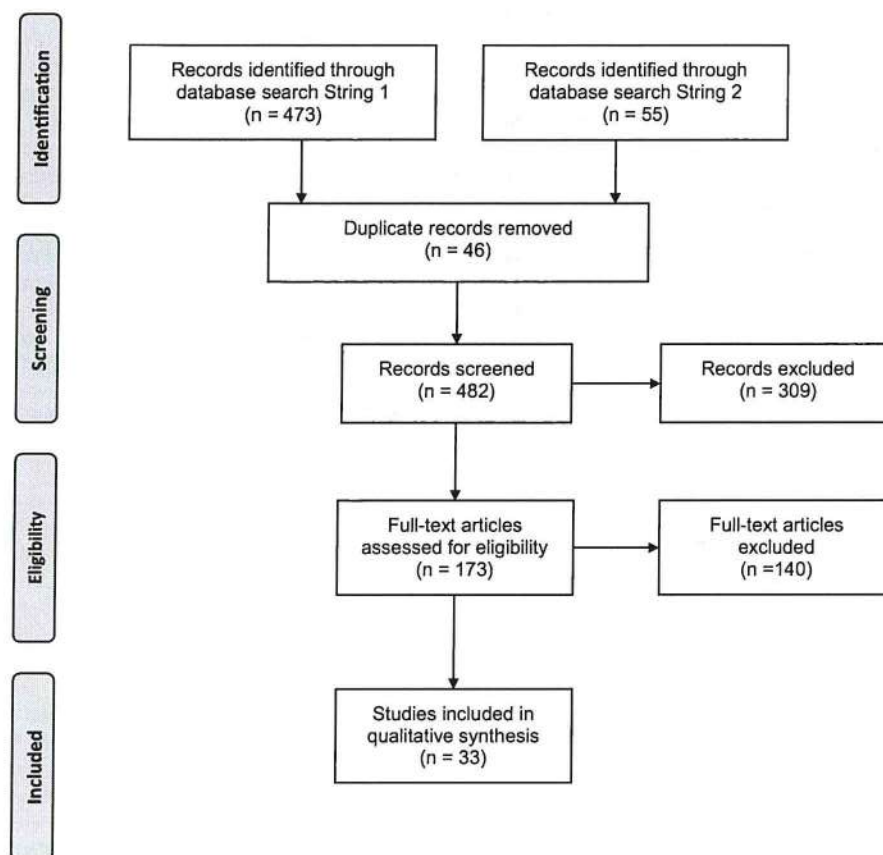 Identification
Records identified through
database search String 1
(n = 473)
Records identified through
database search String 2
(n = 55)
Duplicate records removed
(n = 46)
Screening
Records screened
(n = 482)
Records excluded
(n = 309)
Eligibility
Full-text articles
assessed for eligibility
(n = 173)
Full-text articles
excluded
(n =140)
Included
Studies included in
qualitative synthesis
(n = 33)